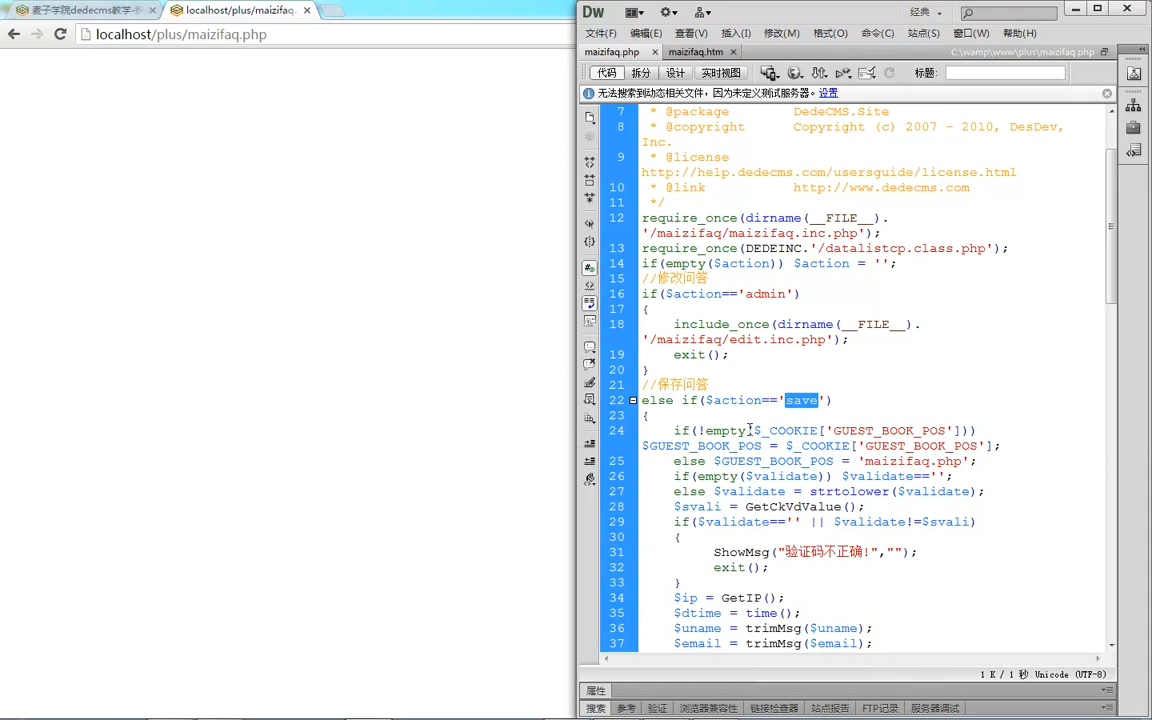 麦子学院dedecms教学-
localhost/plus/maizifaq.
localhost/plus/maizifaq.php
Dw
经典
文件(F) 编辑(E) 查看(V) 插入(I) 修改(M) 格式(O) 命令(C) 站点(S) 窗口(W) 帮助(H)
maizifaq.php maizifaq.htm C:\wamp\www\plus\maizifaq.php
代码 拆分 设计 实时视图 标题:
无法搜索到动态相关文件，因为未定义测试服务器。 设置
7 * @package DedeCMS.Site
8 * @copyright Copyright (c) 2007 - 2010, DesDev,
Inc.
9 * @license
http://help.dedecms.com/usersguide/license.html
10 * @link http://www.dedecms.com
11 */
12 require_once(dirname(__FILE__).
'/maizifaq/maizifaq.inc.php');
13 require_once(DEDEINC.'/datalistcp.class.php');
14 if(empty($action)) $action = '';
15 //修改问答
16 if($action=='admin')
17 {
18 include_once(dirname(__FILE__).
'/maizifaq/edit.inc.php');
19 exit();
20 }
21 //保存问答
22 else if($action=='save')
23 {
24 if(!empty($_COOKIE['GUEST_BOOK_POS']))
$GUEST_BOOK_POS = $_COOKIE['GUEST_BOOK_POS'];
25 else $GUEST_BOOK_POS = 'maizifaq.php';
26 if(empty($validate)) $validate=='';
27 else $validate = strtolower($validate);
28 $svali = GetCkVdValue();
29 if($validate=='' || $validate!=$svali)
30 {
31 ShowMsg("验证码不正确!","");
32 exit();
33 }
34 $ip = GetIP();
35 $dtime = time();
36 $uname = trimMsg($uname);
37 $email = trimMsg($email);
1 K / 1 秒 Unicode (UTF-8)
属性
搜索 参考 验证 浏览器兼容性 链接检查器 站点报告 FTP记录 服务器调试